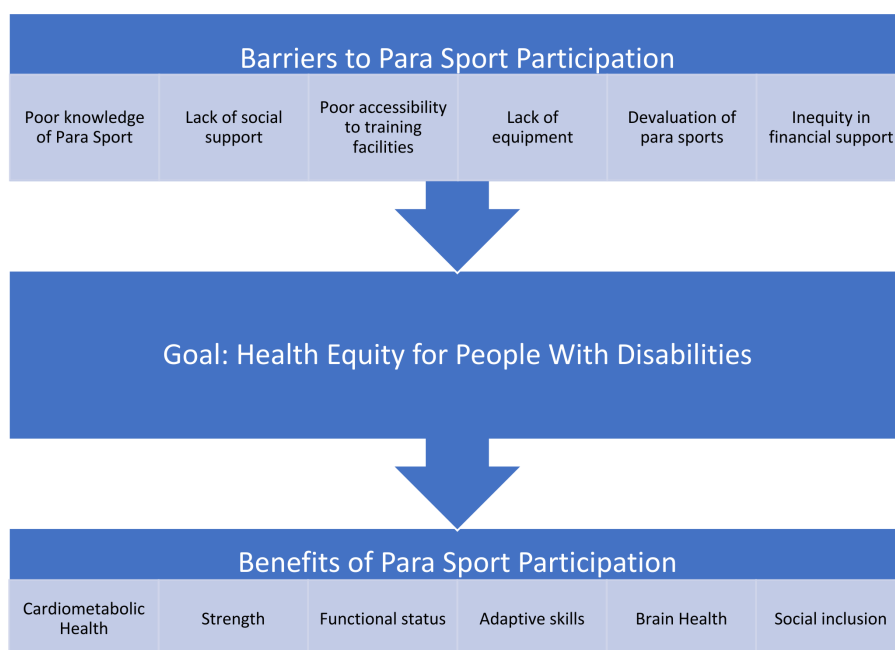 Barriers to Para Sport Participation
Poor knowledge
of Para Sport
Lack of social
support
Poor accessibility
to training
facilities
Lack of
equipment
Devaluation of
para sports
Inequity in
financial support
Goal: Health Equity for People With Disabilities
Benefits of Para Sport Participation
Cardiometabolic
Health
Strength
Functional status
Adaptive skills
Brain Health
Social inclusion